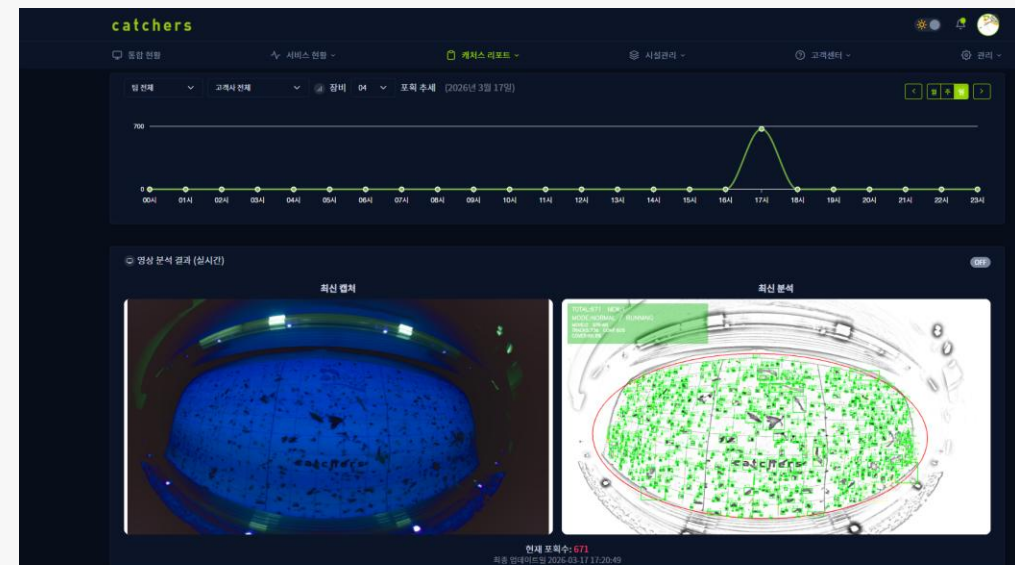 catchers
통합 현황
서비스 현황
캐처스 리포트
시설관리
고객센터
관리
팀 전체
고객사 전체
장비 04 포획 추세 (2026년 3월 17일)
월 주 일
700
0
00시 01시 02시 03시 04시 05시 06시 07시 08시 09시 10시 11시 12시 13시 14시 15시 16시 17시 18시 19시 20시 21시 22시 23시
영상 분석 결과 (실시간)
OFF
최신 캡처
최신 분석
catchers
현재 포획수: 671
최종 업데이트일 2026-03-17 17:20:49